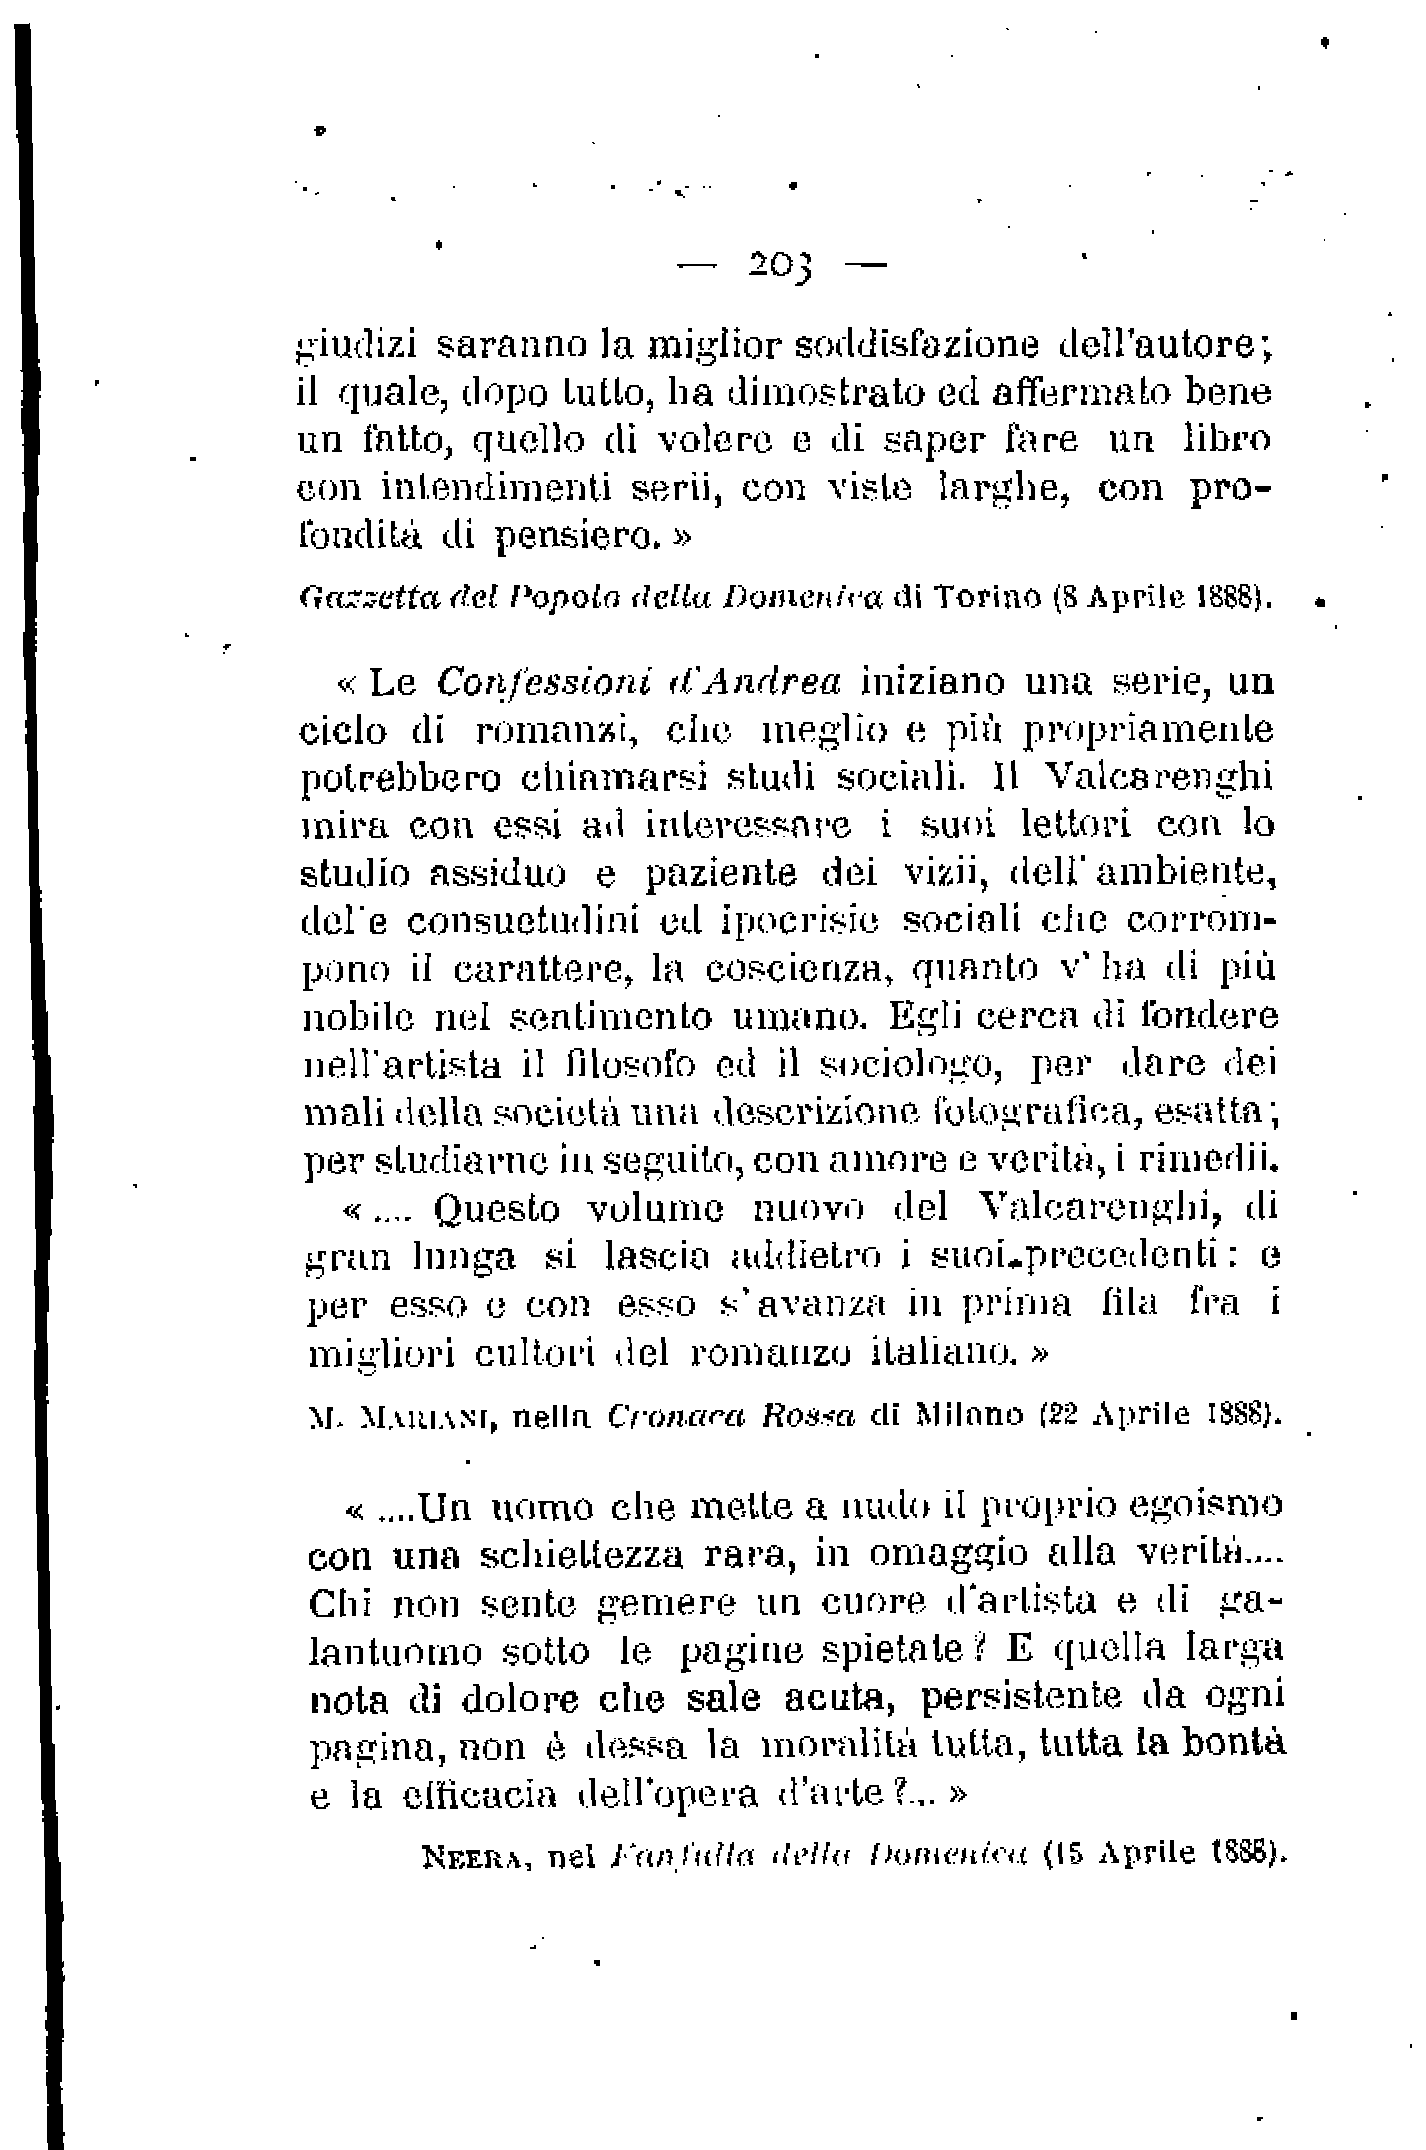 — 203 —
giudizi saranno la miglior soddisfazione dell'autore;
il quale, dopo tutto, ha dimostrato ed affermato bene
un fatto, quello di volere e di saper fare un libro
con intendimenti serii, con viste larghe, con pro-
fondità di pensiero. »
Gazzetta del Popolo della Domenica di Torino (8 Aprile 1888).
« Le Confessioni d'Andrea iniziano una serie, un
ciclo di romanzi, che meglio e più propriamente
potrebbero chiamarsi studi sociali. Il Valcarenghi
mira con essi ad interessare i suoi lettori con lo
studio assiduo e paziente dei vizii, dell'ambiente,
del'e consuetudini ed ipocrisie sociali che corrom-
pono il carattere, la coscienza, quanto v'ha di più
nobile nel sentimento umano. Egli cerca di fondere
nell'artista il filosofo ed il sociologo, per dare dei
mali della società una descrizione fotografica, esatta;
per studiarne in seguito, con amore e verità, i rimedii.
« .... Questo volume nuovo del Valcarenghi, di
gran lunga si lascia addietro i suoi precedenti: e
per esso e con esso s'avanza in prima fila fra i
migliori cultori del romanzo italiano. »
M. MARIANI, nella Cronaca Rossa di Milano (22 Aprile 1888).
« ....Un uomo che mette a nudo il proprio egoismo
con una schiettezza rara, in omaggio alla verità....
Chi non sente gemere un cuore d'artista e di ga-
lantuomo sotto le pagine spietate? E quella larga
nota di dolore che sale acuta, persistente da ogni
pagina, non è dessa la moralità tutta, tutta la bontà
e la efficacia dell'opera d'arte?... »
NEERA, nel Fanfulla della Domenica (15 Aprile 1888).